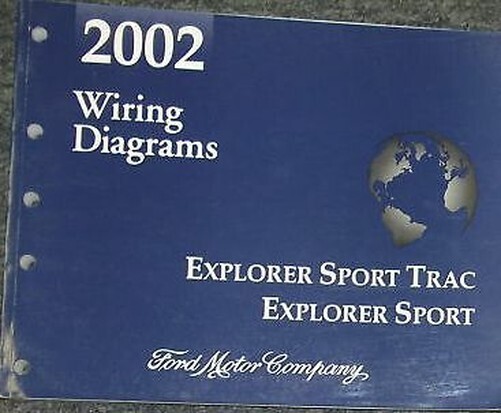 2002
Wiring
Diagrams
EXPLORER SPORT TRAC
EXPLORER SPORT
Ford Motor Company